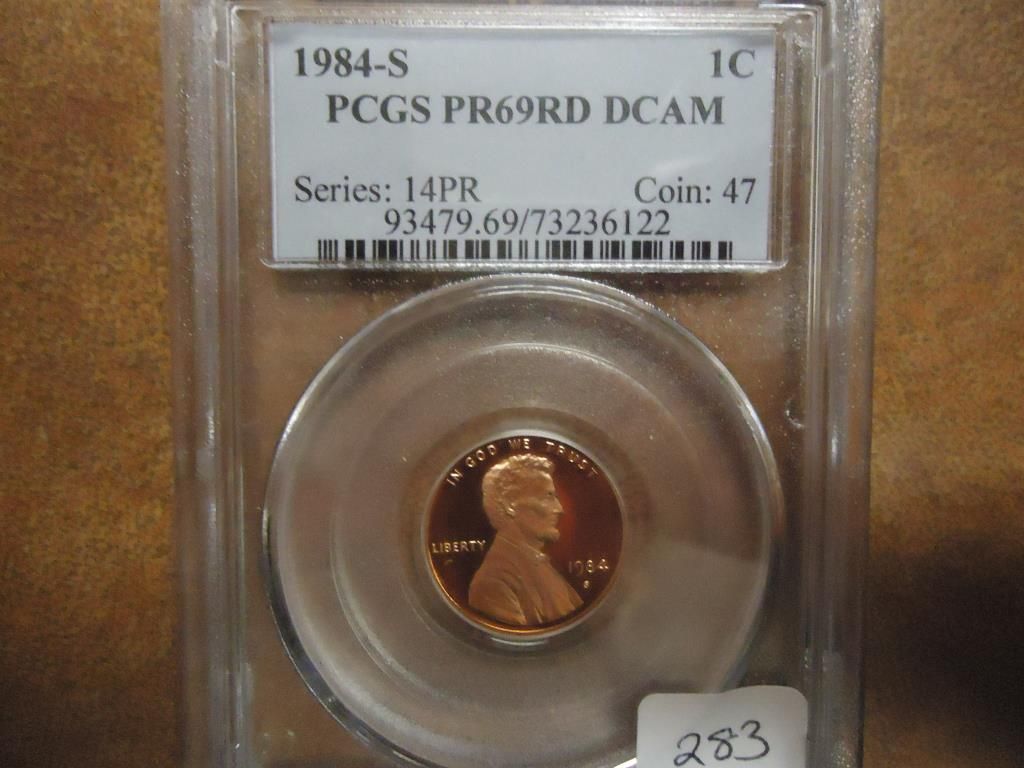 1984-S 1C
PCGS PR69RD DCAM
Series: 14PR Coin: 47
93479.69/73236122
IN GOD WE TRUST
LIBERTY
1984
S
283